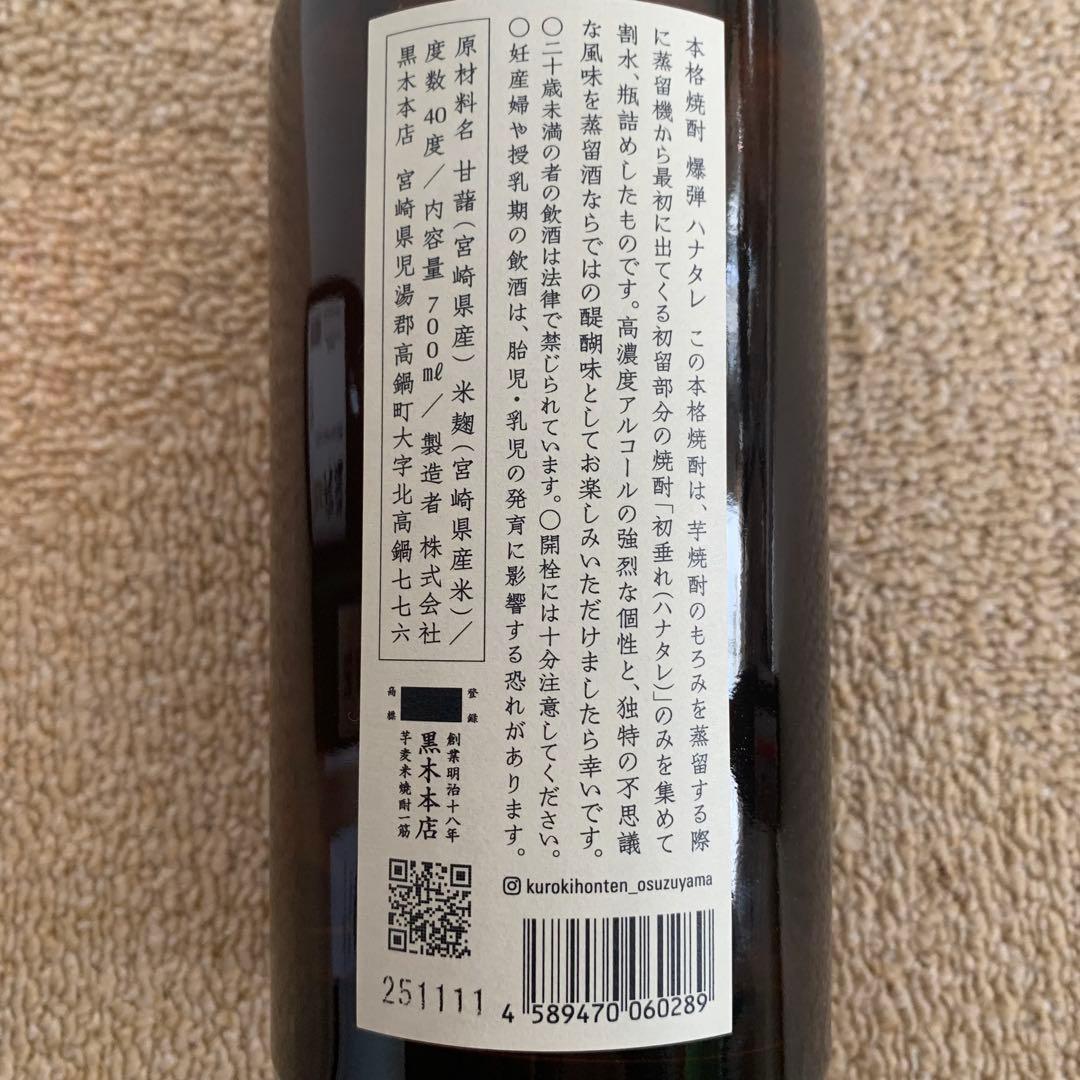 本格焼酎 爆弾 ハナタレ この本格焼酎は、芋焼酎のもろみを蒸留する際
に蒸留機から最初に出てくる初留部分の焼酎「初垂れ(ハナタレ)」のみを集めて
割水、瓶詰めしたものです。高濃度アルコールの強烈な個性と、独特の不思議
な風味を蒸留酒ならではの醍醐味としてお楽しみいただけましたら幸いです。
○二十歳未満の者の飲酒は法律で禁じられています。○開栓には十分注意してください。
○妊産婦や授乳期の飲酒は、胎児・乳児の発育に影響する恐れがあります。
原材料名 甘藷(宮崎県産)米麹(宮崎県産米)/
度数 40度/内容量 700㎖/製造者 株式会社
黒木本店 宮崎県児湯郡高鍋町大字北高鍋七七六
登録
商標
創業明治十八年
黒木本店
芋麦米焼酎一筋
kurokihonten_osuzuyama
251111
4 589470 060289